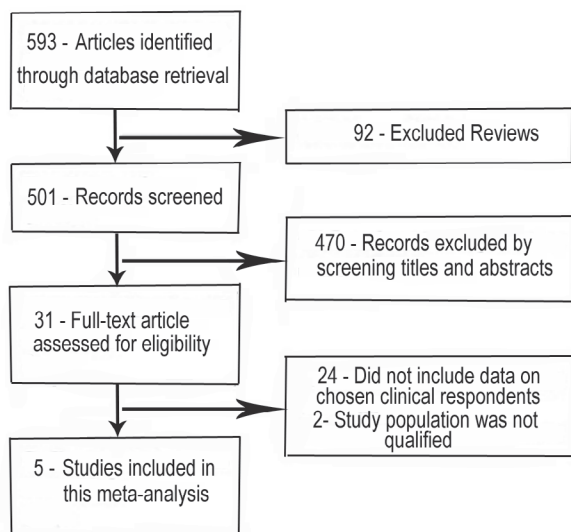 593 - Articles identified
through database retrieval
92 - Excluded Reviews
501 - Records screened
470 - Records excluded by
screening titles and abstracts
31 - Full-text article
assessed for eligibility
24 - Did not include data on
chosen clinical respondents
2- Study population was not
qualified
5 - Studies included in
this meta-analysis